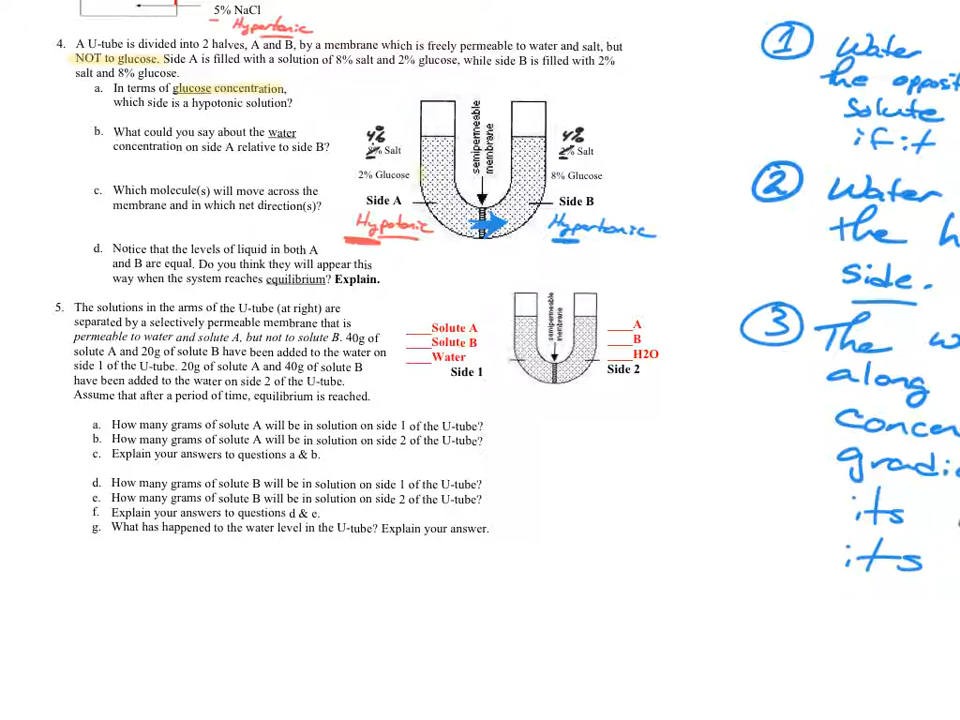 5% NaCl
Hypertonic
4. A U-tube is divided into 2 halves, A and B, by a membrane which is freely permeable to water and salt, but
NOT to glucose. Side A is filled with a solution of 8% salt and 2% glucose, while side B is filled with 2%
salt and 8% glucose.
a. In terms of glucose concentration,
which side is a hypotonic solution?
b. What could you say about the water
concentration on side A relative to side B?
c. Which molecule(s) will move across the
membrane and in which net direction(s)?
d. Notice that the levels of liquid in both A
and B are equal. Do you think they will appear this
way when the system reaches equilibrium? Explain.
4%
8% Salt
2% Glucose
Side A
Hypotonic
semipermeable
membrane
4%
2% Salt
8% Glucose
Side B
Hypertonic
5. The solutions in the arms of the U-tube (at right) are
separated by a selectively permeable membrane that is
permeable to water and solute A, but not to solute B. 40g of
solute A and 20g of solute B have been added to the water on
side 1 of the U-tube. 20g of solute A and 40g of solute B
have been added to the water on side 2 of the U-tube.
Assume that after a period of time, equilibrium is reached.
____Solute A
____Solute B
____Water
Side 1
semipermeable
membrane
____A
____B
____H2O
Side 2
a. How many grams of solute A will be in solution on side 1 of the U-tube?
b. How many grams of solute A will be in solution on side 2 of the U-tube?
c. Explain your answers to questions a & b.
d. How many grams of solute B will be in solution on side 1 of the U-tube?
e. How many grams of solute B will be in solution on side 2 of the U-tube?
f. Explain your answers to questions d & e.
g. What has happened to the water level in the U-tube? Explain your answer.
1 Water
the opposit
Solute
if it
2 Water
the h
Side.
3 The w
along
Concen
gradi
its
its